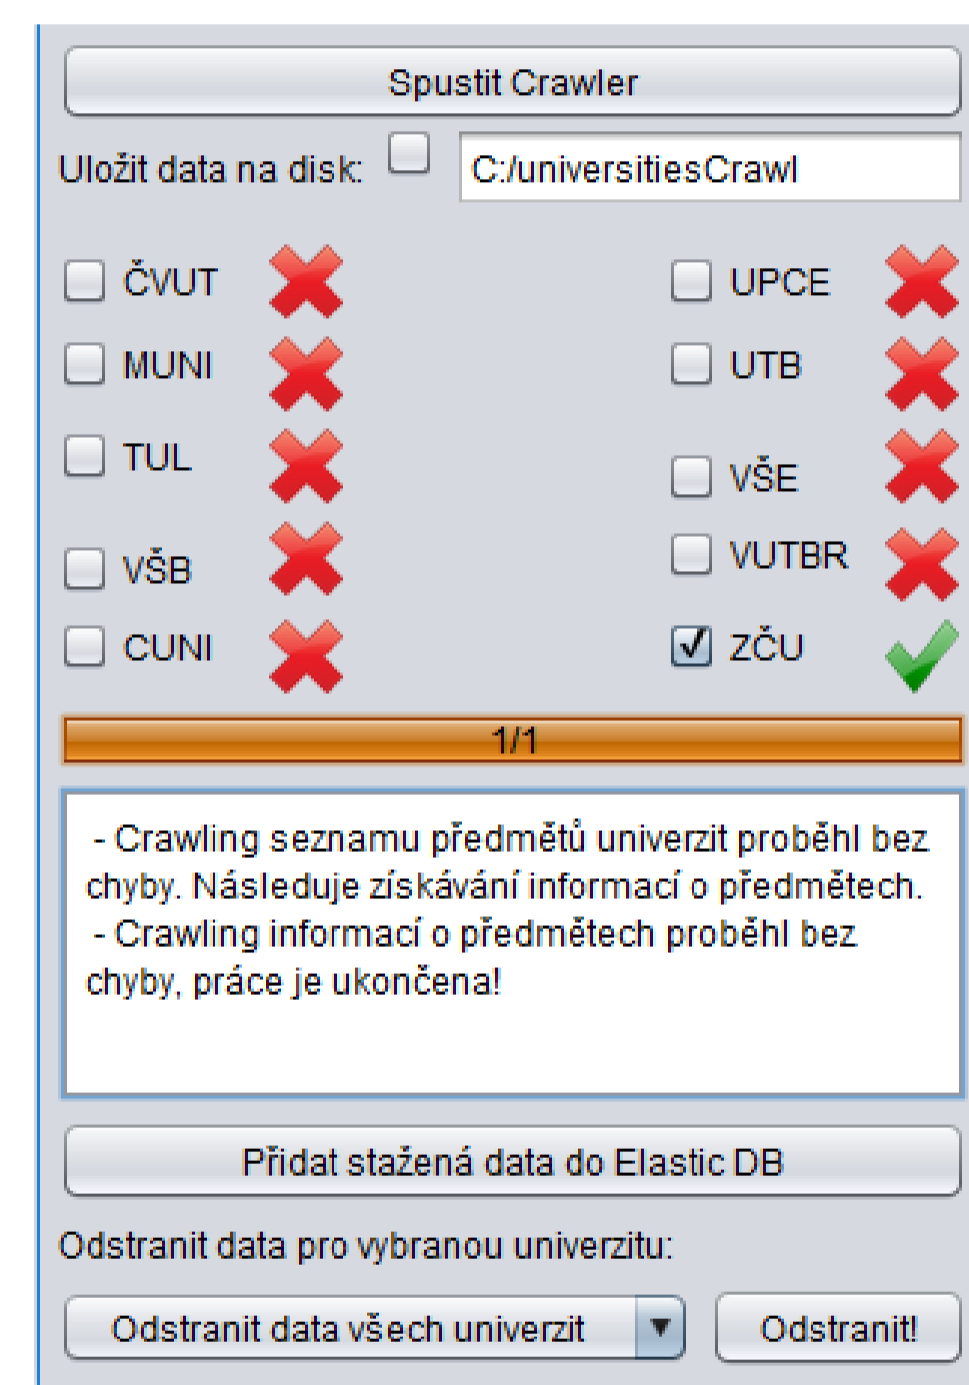 Spustit Crawler
Uložit data na disk: C:/universitiesCrawl
ČVUT UPCE
MUNI UTB
TUL VŠE
VŠB VUTBR
CUNI ZČU
1/1
- Crawling seznamu předmětů univerzit proběhl bez
chyby. Následuje získávání informací o předmětech.
- Crawling informací o předmětech proběhl bez
chyby, práce je ukončena!
Přidat stažená data do Elastic DB
Odstranit data pro vybranou univerzitu:
Odstranit data všech univerzit Odstranit!